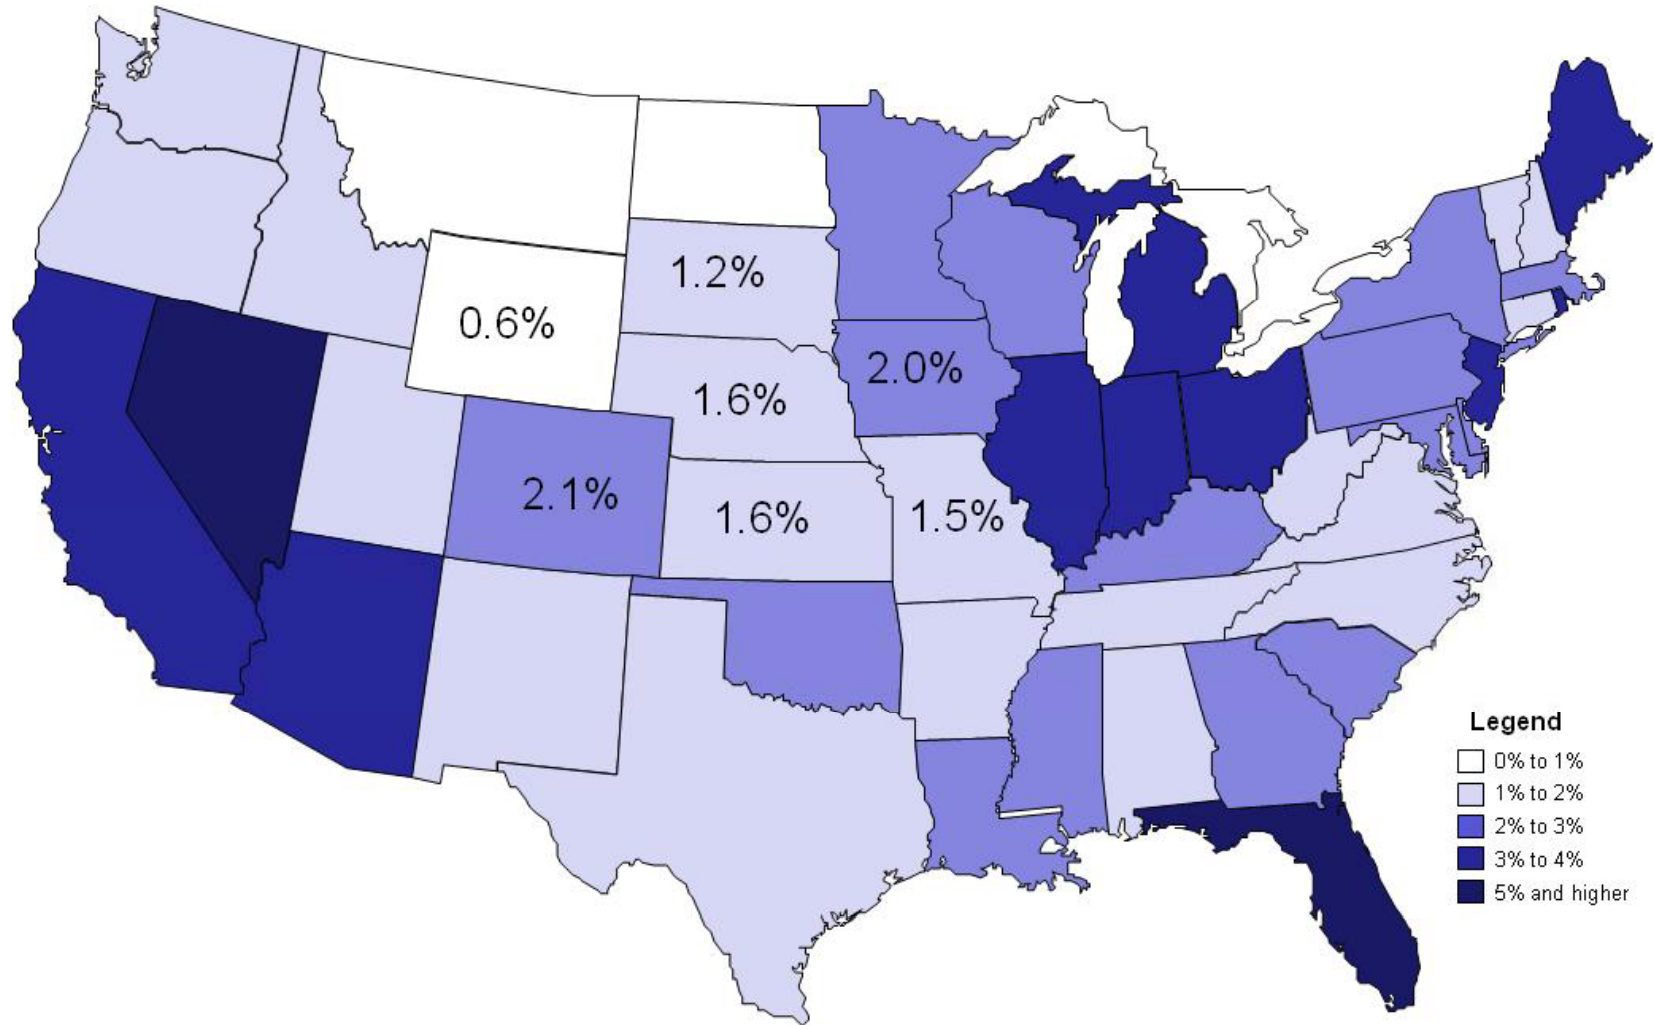 1.2%
0.6%
2.0%
1.6%
2.1%
1.6%
1.5%
Legend
0% to 1%
1% to 2%
2% to 3%
3% to 4%
5% and higher